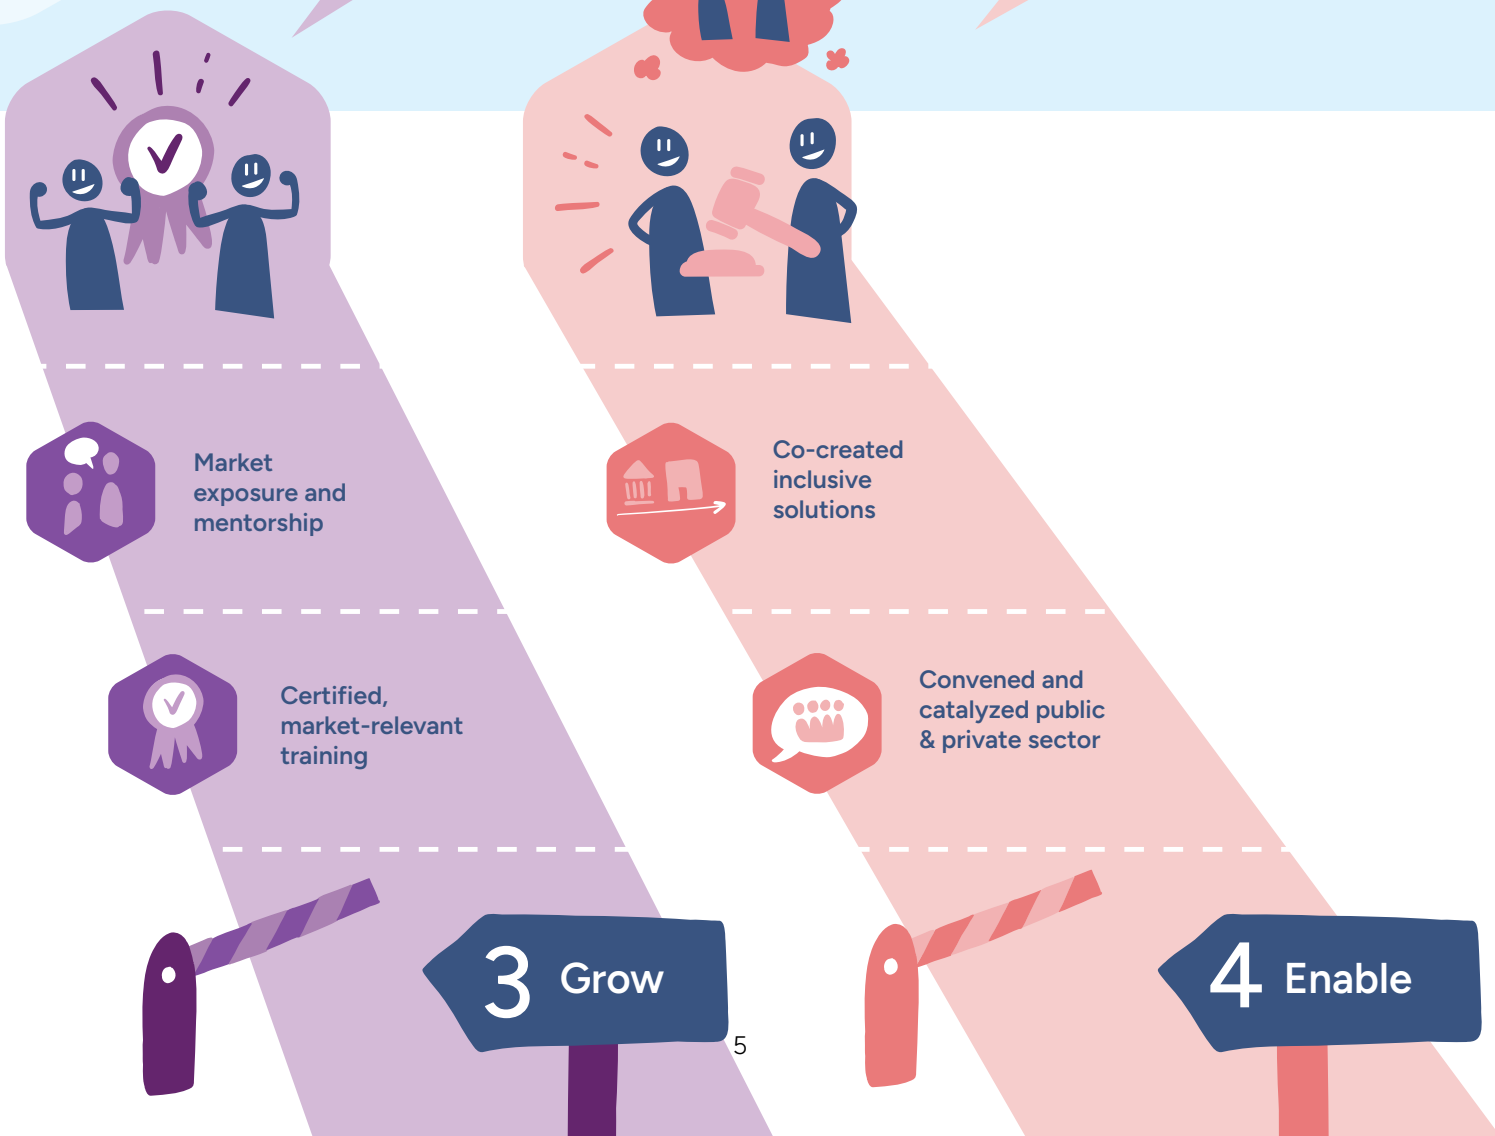 Market
exposure and
mentorship
Co-created
inclusive
solutions
Certified,
market-relevant
training
Convened and
catalyzed public
& private sector
3 Grow
4 Enable
5